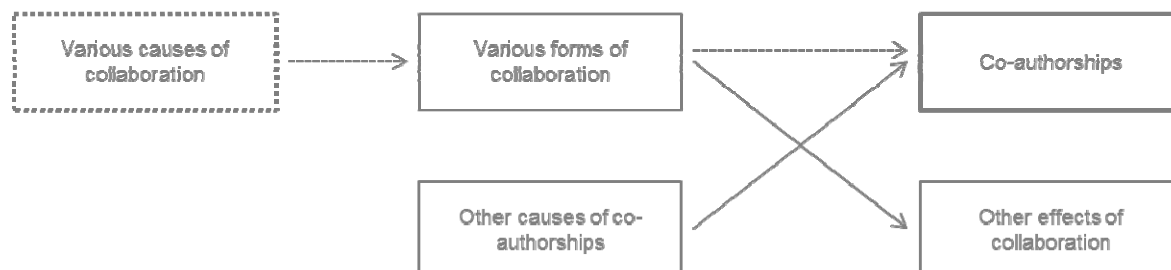 Various causes of
collaboration
Various forms of
collaboration
Co-authorships
Other causes of co-
authorships
Other effects of
collaboration